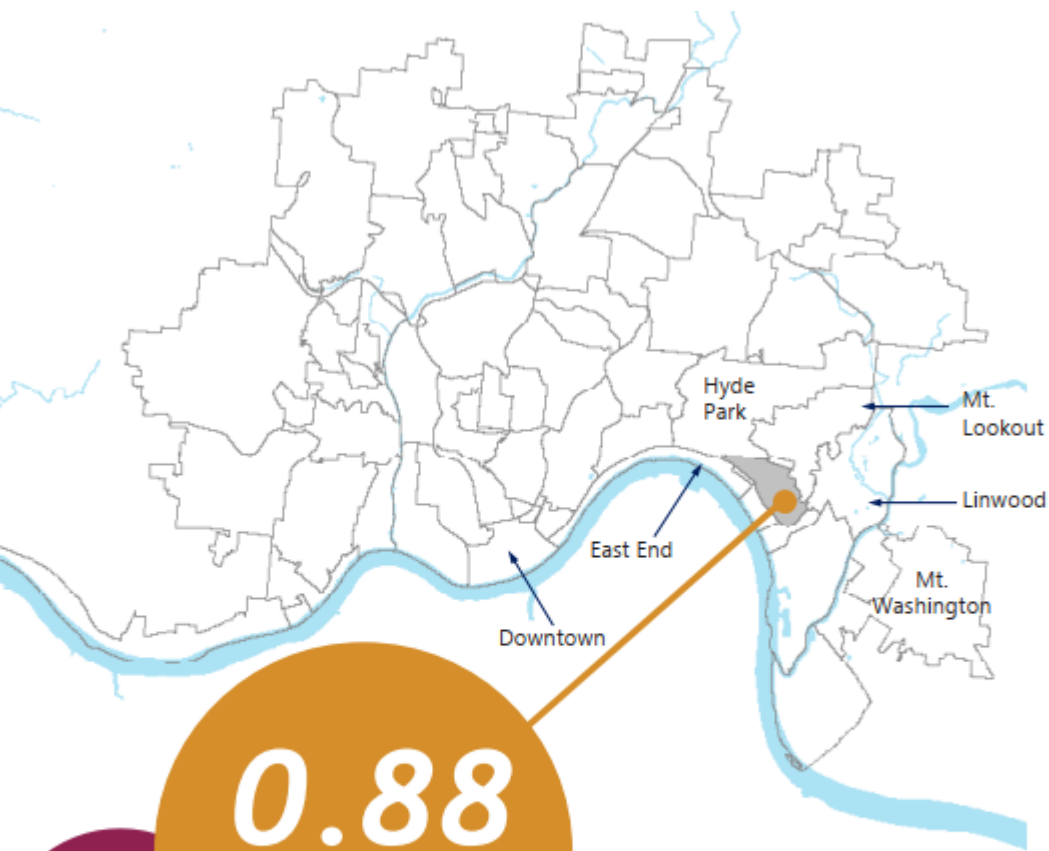 Hyde
Park
Mt.
Lookout
Linwood
East End
Mt.
Washington
Downtown
0.88